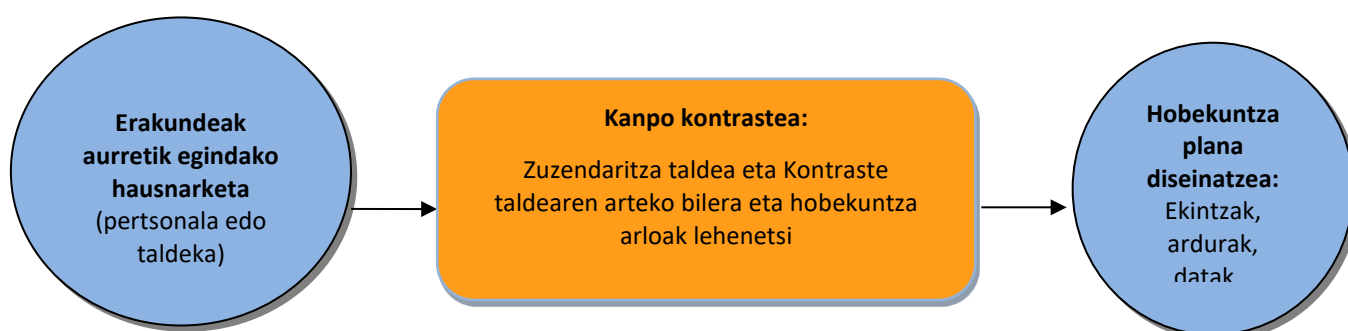 Erakundeak
aurretik egindako
hausnarketa
(pertsonala edo
taldeka)
Kanpo kontrastea:
Zuzendaritza taldea eta Kontraste
taldearen arteko bilera eta hobekuntza
arloak lehenetsi
Hobekuntza
plana
diseinatzea:
Ekintzak,
ardurak,
datak